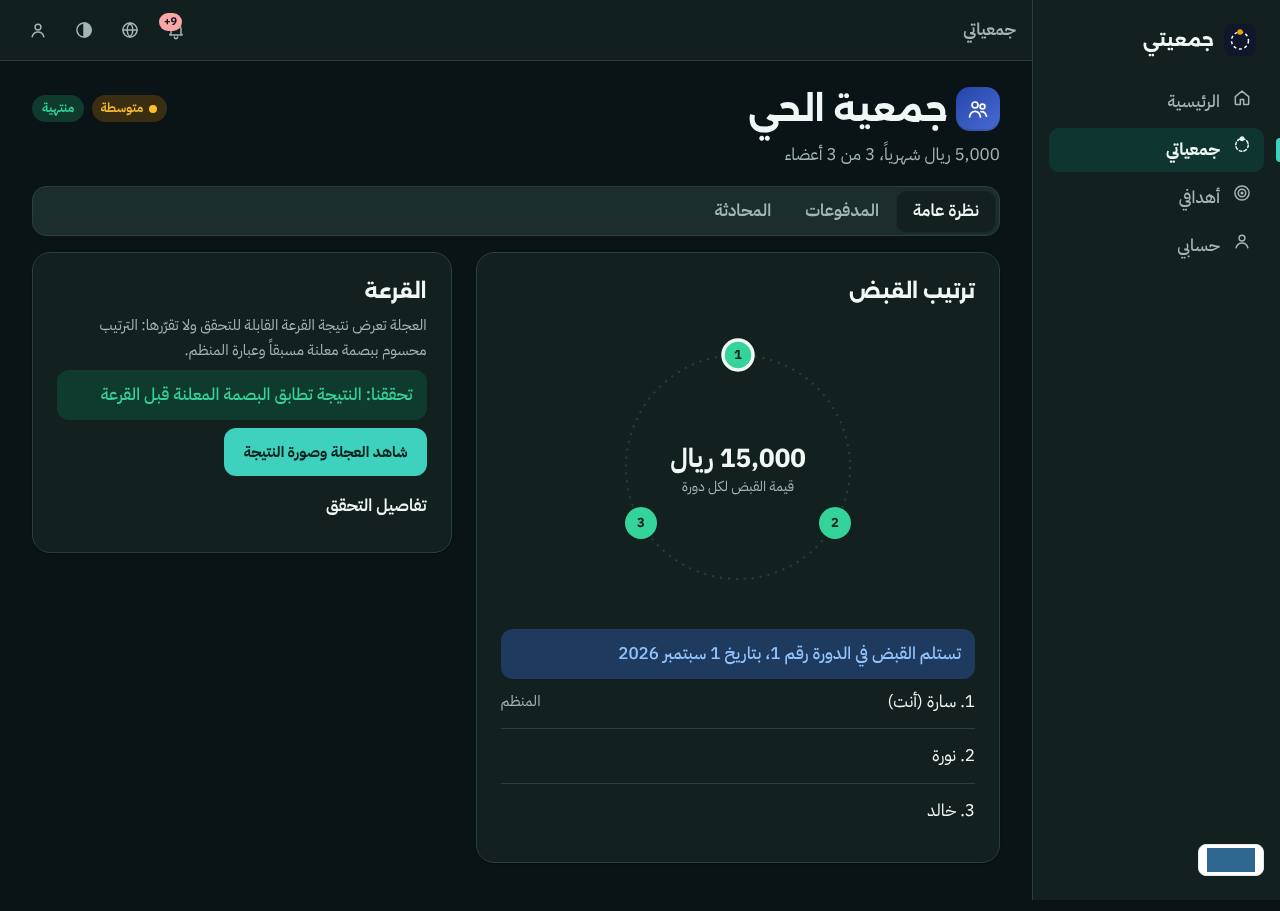 جمعيتي
الرئيسية
جمعياتي
أهدافي
حسابي
جمعياتي
9+
جمعية الحي
5,000 ريال شهرياً، 3 من 3 أعضاء
متوسطة
منتهية
نظرة عامة
المدفوعات
المحادثة
ترتيب القبض
1
15,000 ريال
قيمة القبض لكل دورة
2
3
تستلم القبض في الدورة رقم 1، بتاريخ 1 سبتمبر 2026
1. سارة (أنت)
المنظم
2. نورة
3. خالد
القرعة
العجلة تعرض نتيجة القرعة القابلة للتحقق ولا تقرّرها: الترتيب
محسوم ببصمة معلنة مسبقاً وعبارة المنظم.
تحققنا: النتيجة تطابق البصمة المعلنة قبل القرعة
شاهد العجلة وصورة النتيجة
تفاصيل التحقق